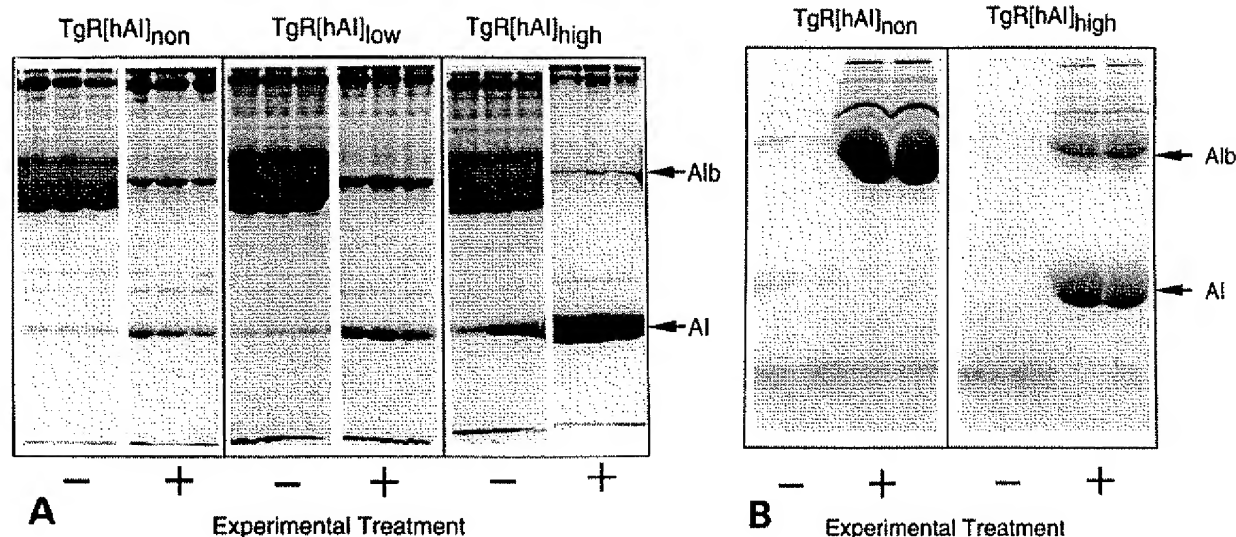 TgR[hAI]non TgR[hAI]low TgR[hAI]high
Alb
AI
− + − + − +
A
Experimental Treatment
TgR[hAI]non TgR[hAI]high
Alb
AI
− + − +
B
Experimental Treatment